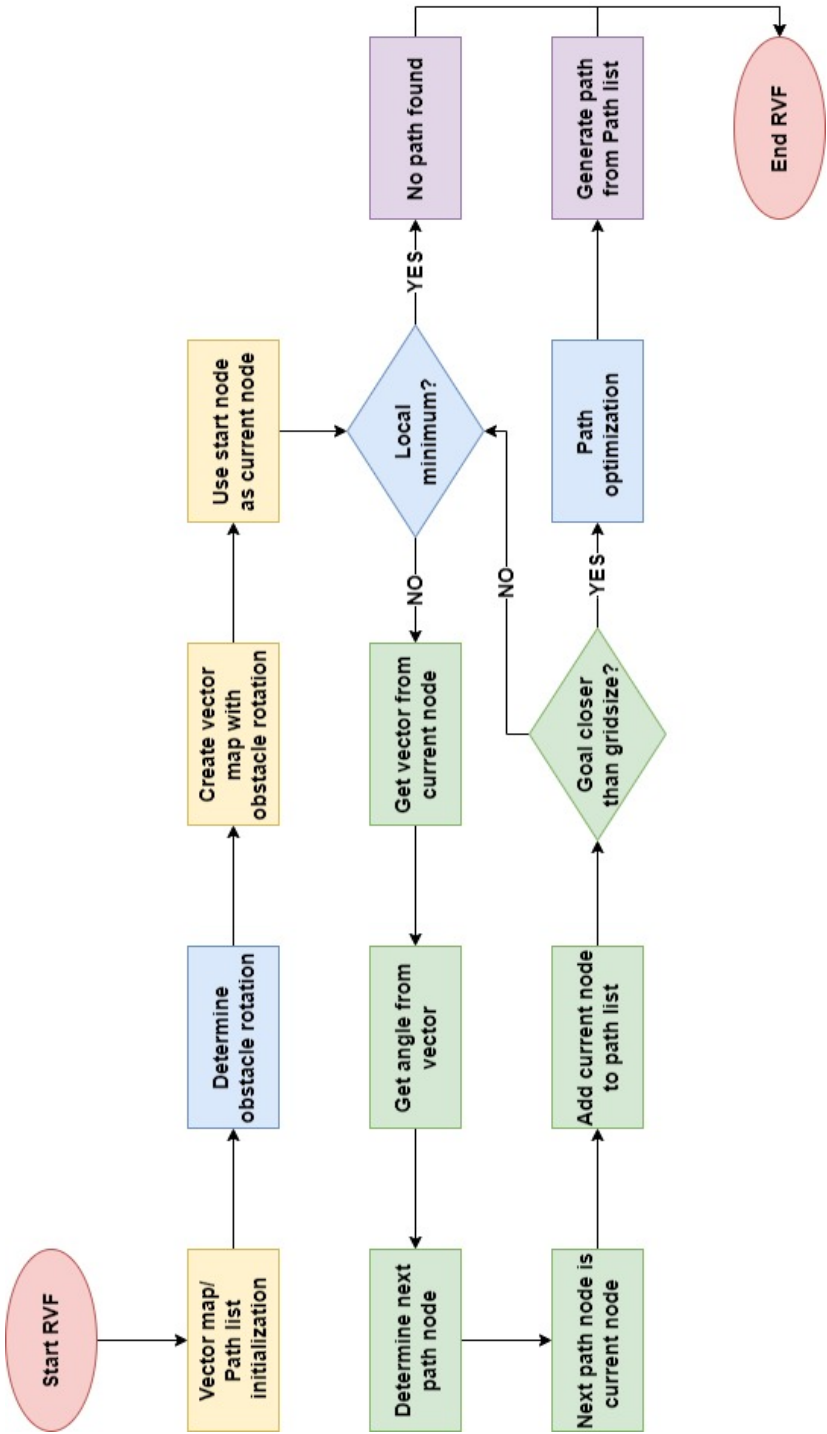 Start RVF
Vector map/
Path list
initialization
Determine
obstacle rotation
Create vector
map with
obstacle rotation
Use start node
as current node
Local
minimum?
YES
No path found
NO
Get vector from
current node
Get angle from
vector
Determine next
path node
Next path node is
current node
Add current node
to path list
Goal closer
than gridsize?
NO
YES
Path
optimization
Generate path
from Path list
End RVF